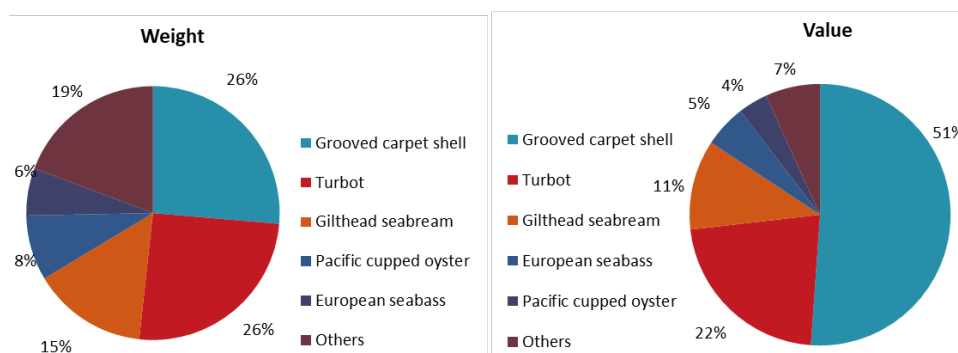 Weight
26%
19%
6%
8%
15%
26%
Grooved carpet shell
Turbot
Gilthead seabream
Pacific cupped oyster
European seabass
Others
Value
7%
4%
5%
51%
11%
22%
Grooved carpet shell
Turbot
Gilthead seabream
European seabass
Pacific cupped oyster
Others